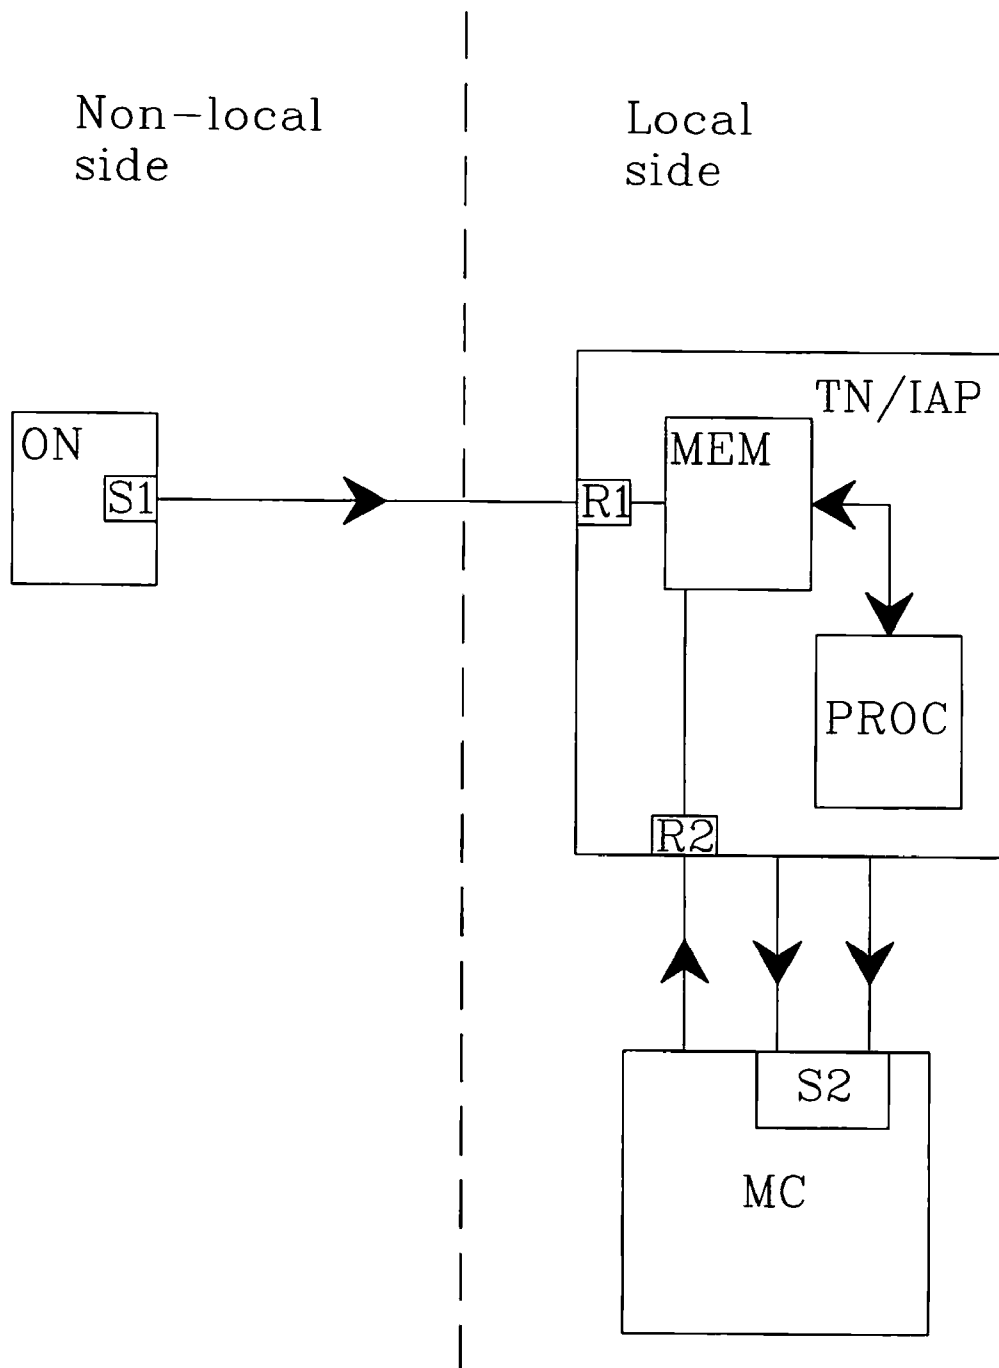 Non-local
side
Local
side
TN/IAP
ON
MEM
S1
R1
PROC
R2
S2
MC